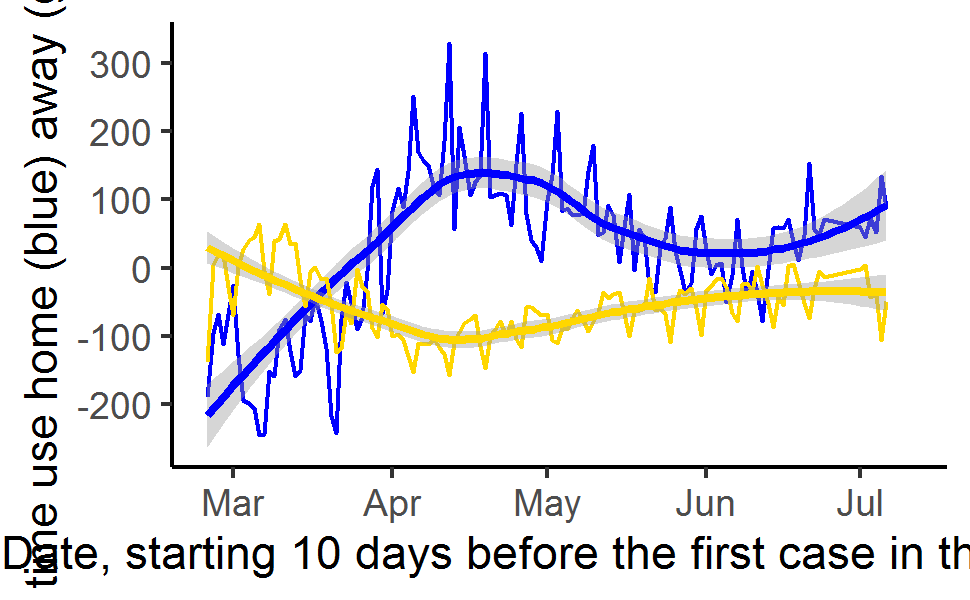 time use home (blue) away (g
300
200
100
0
-100
-200
Mar Apr May Jun Jul
Date, starting 10 days before the first case in th